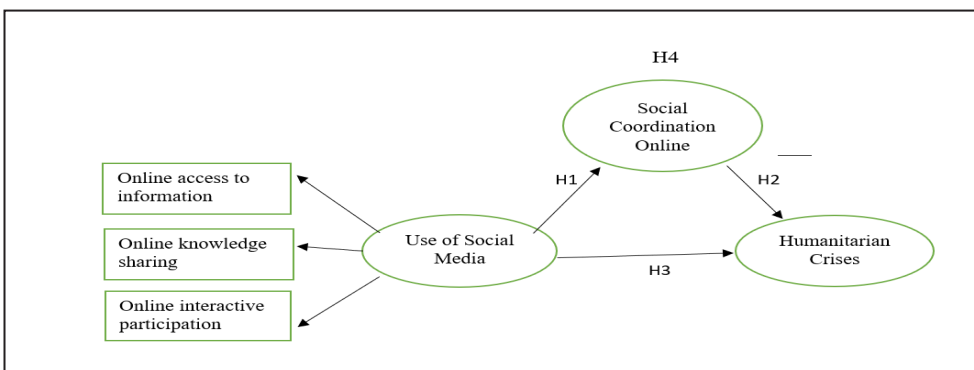 H4
Social
Coordination
Online
H1
H2
Online access to
information
Online knowledge
sharing
Online interactive
participation
Use of Social
Media
H3
Humanitarian
Crises